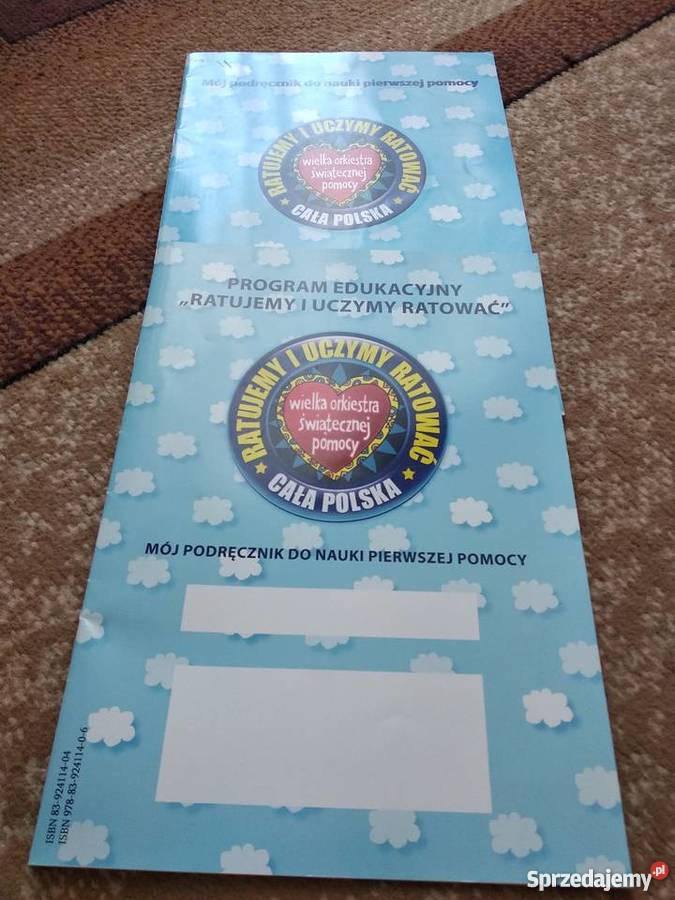 Mój podręcznik do nauki pierwszej pomocy
RATUJEMY I UCZYMY RATOWAĆ
wielka orkiestra
świątecznej
pomocy
CAŁA POLSKA
PROGRAM EDUKACYJNY
„RATUJEMY I UCZYMY RATOWAĆ”
RATUJEMY I UCZYMY RATOWAĆ
wielka orkiestra
świątecznej
pomocy
CAŁA POLSKA
MÓJ PODRĘCZNIK DO NAUKI PIERWSZEJ POMOCY
ISBN 83-924114-04
ISBN 978-83-924114-0-6
Sprzedajemy.pl